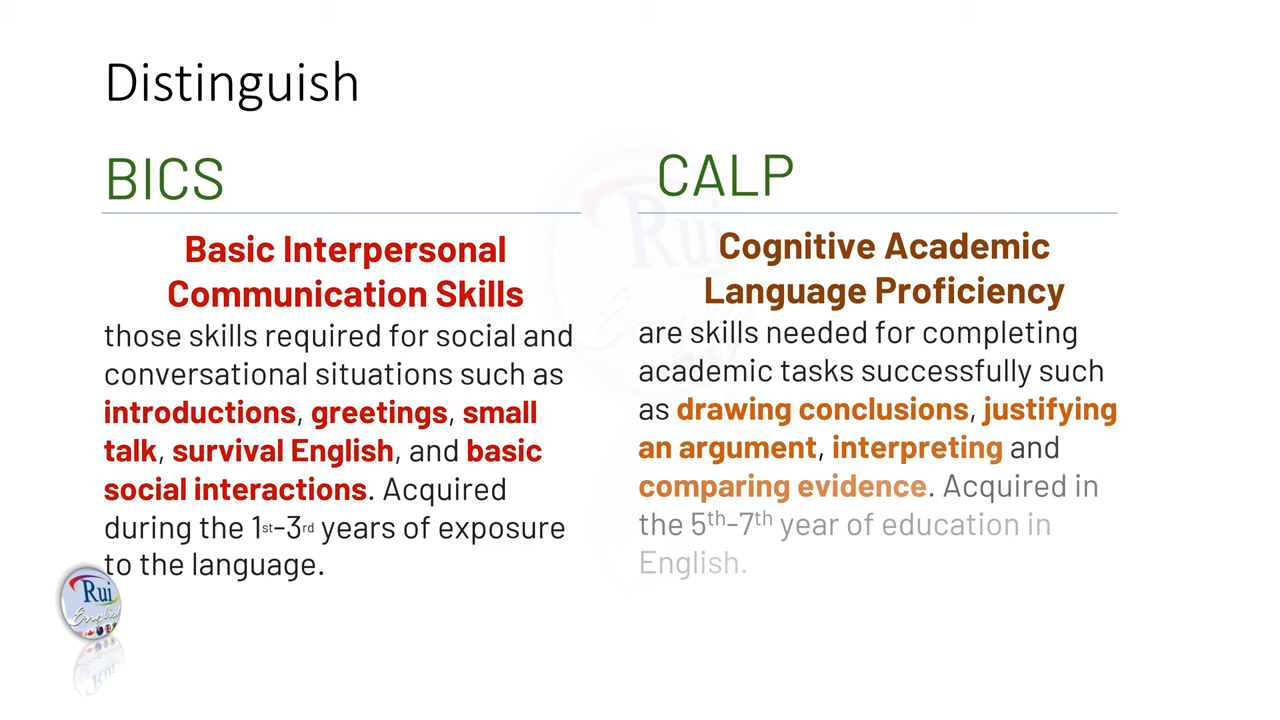 Distinguish
BICS
Basic Interpersonal
Communication Skills
those skills required for social and
conversational situations such as
introductions, greetings, small
talk, survival English, and basic
social interactions. Acquired
during the 1st–3rd years of exposure
to the language.
CALP
Cognitive Academic
Language Proficiency
are skills needed for completing
academic tasks successfully such
as drawing conclusions, justifying
an argument, interpreting and
comparing evidence. Acquired in
the 5th–7th year of education in
English.
Rui
English